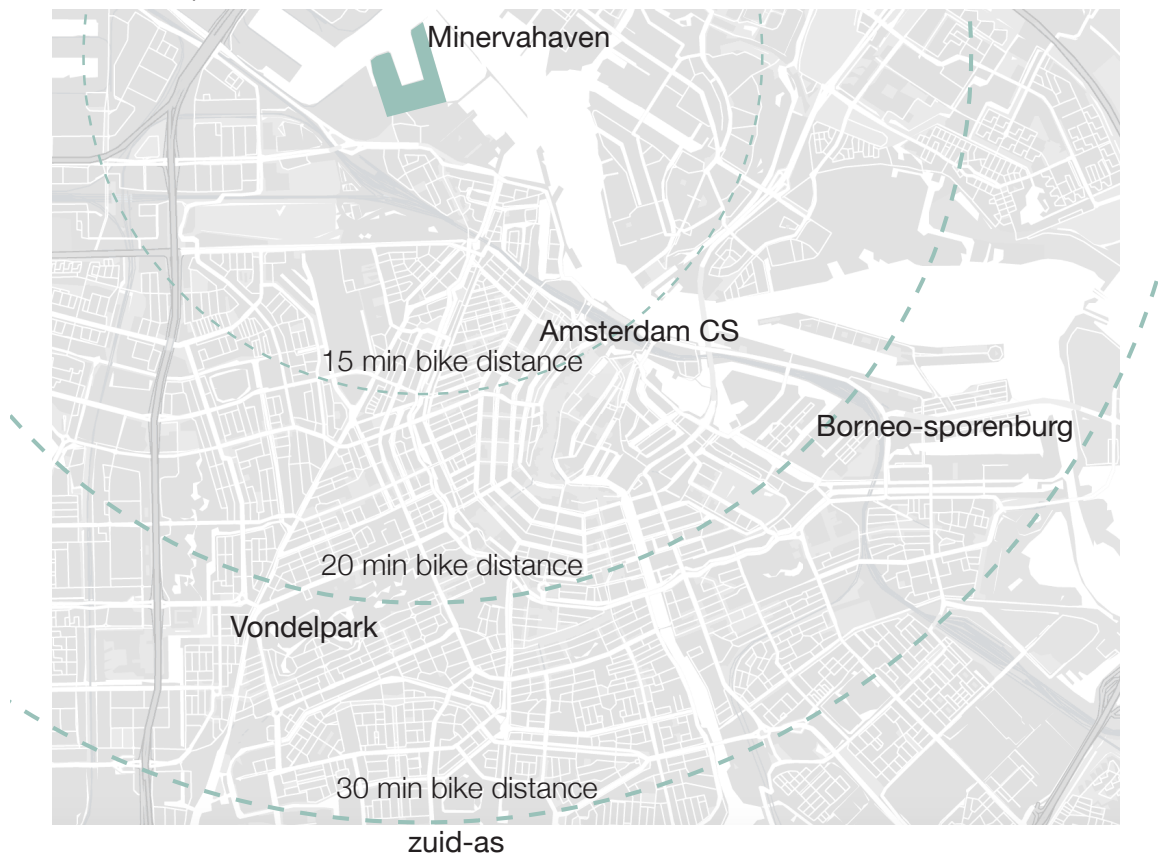 Minervahaven
Amsterdam CS
15 min bike distance
Borneo-sporenburg
20 min bike distance
Vondelpark
30 min bike distance
zuid-as